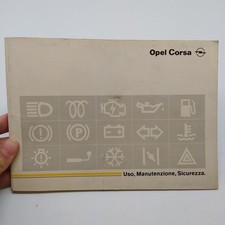 Opel Corsa
P
Uso, Manutenzione, Sicurezza.